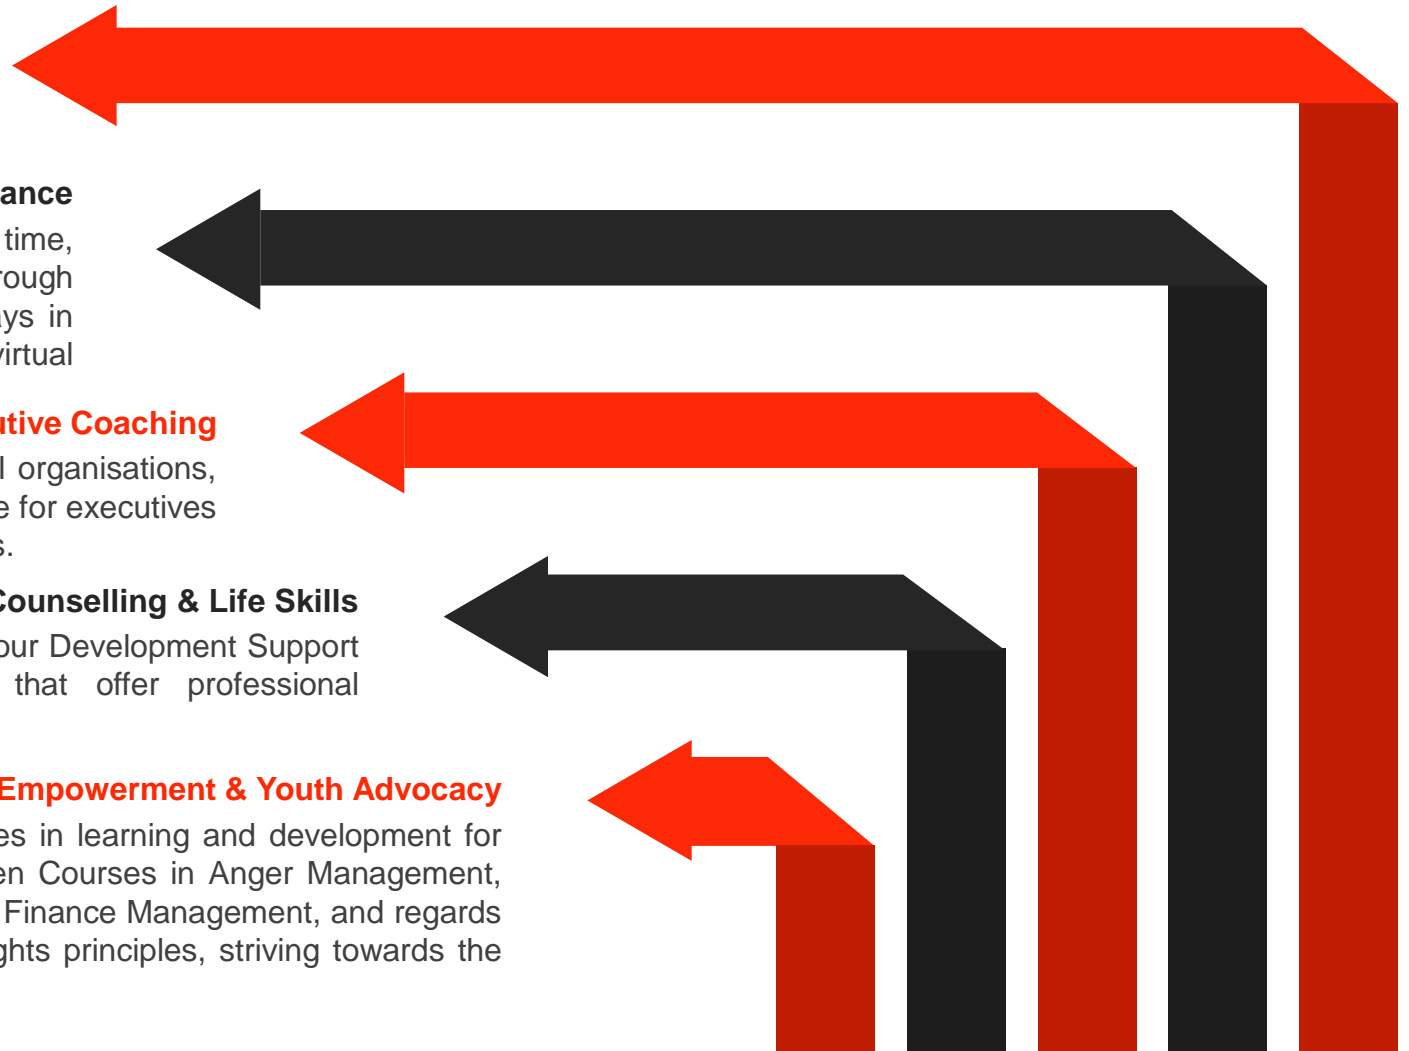 ance
time,
rough
ays in
virtual
utive Coaching
l organisations,
e for executives
s.
Counselling & Life Skills
our Development Support
that offer professional
Empowerment & Youth Advocacy
es in learning and development for
en Courses in Anger Management,
Finance Management, and regards
ghts principles, striving towards the